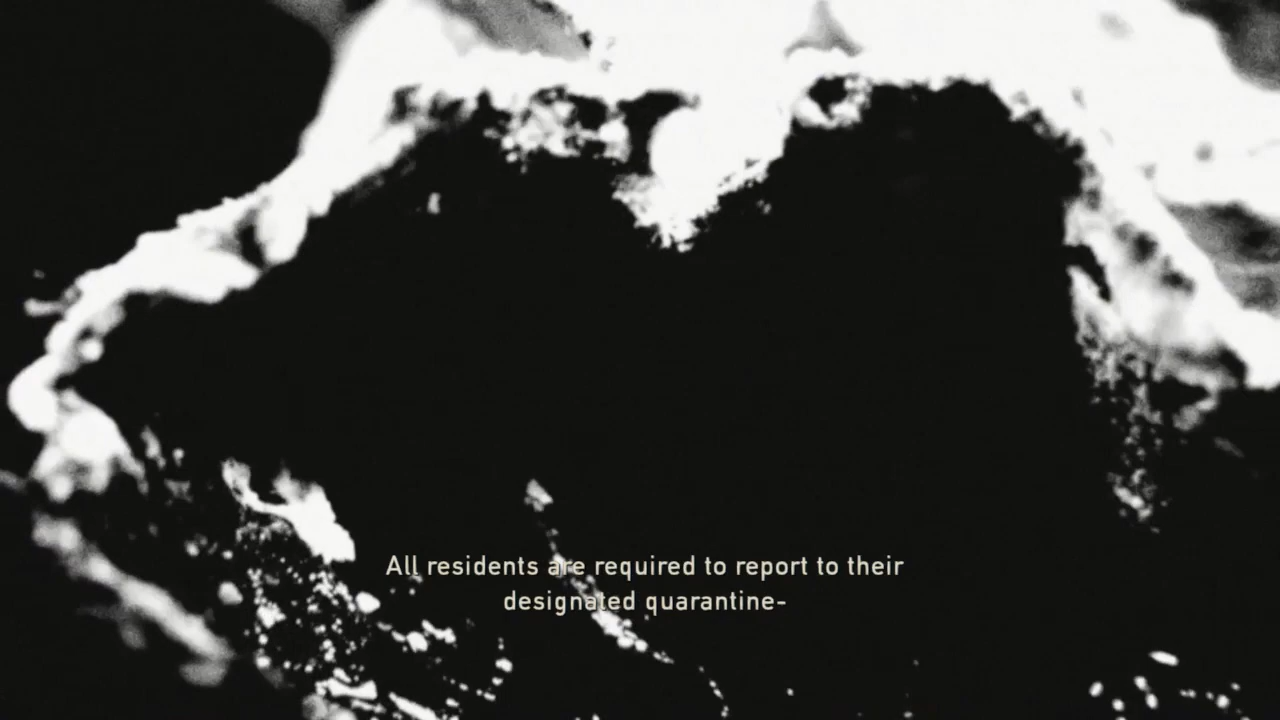 All residents are required to report to their
designated quarantine-